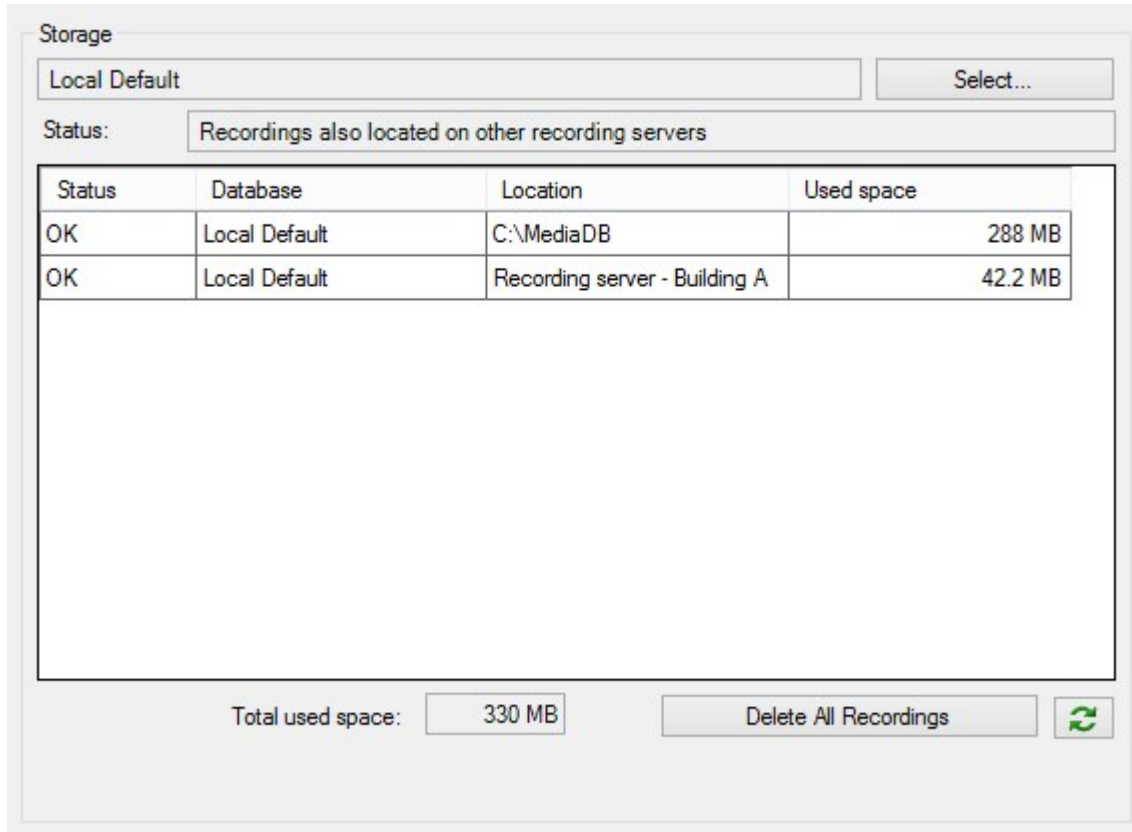 Storage
Local Default Select...
Status: Recordings also located on other recording servers
Status Database Location Used space
OK Local Default C:\MediaDB 288 MB
OK Local Default Recording server - Building A 42.2 MB
Total used space: 330 MB Delete All Recordings